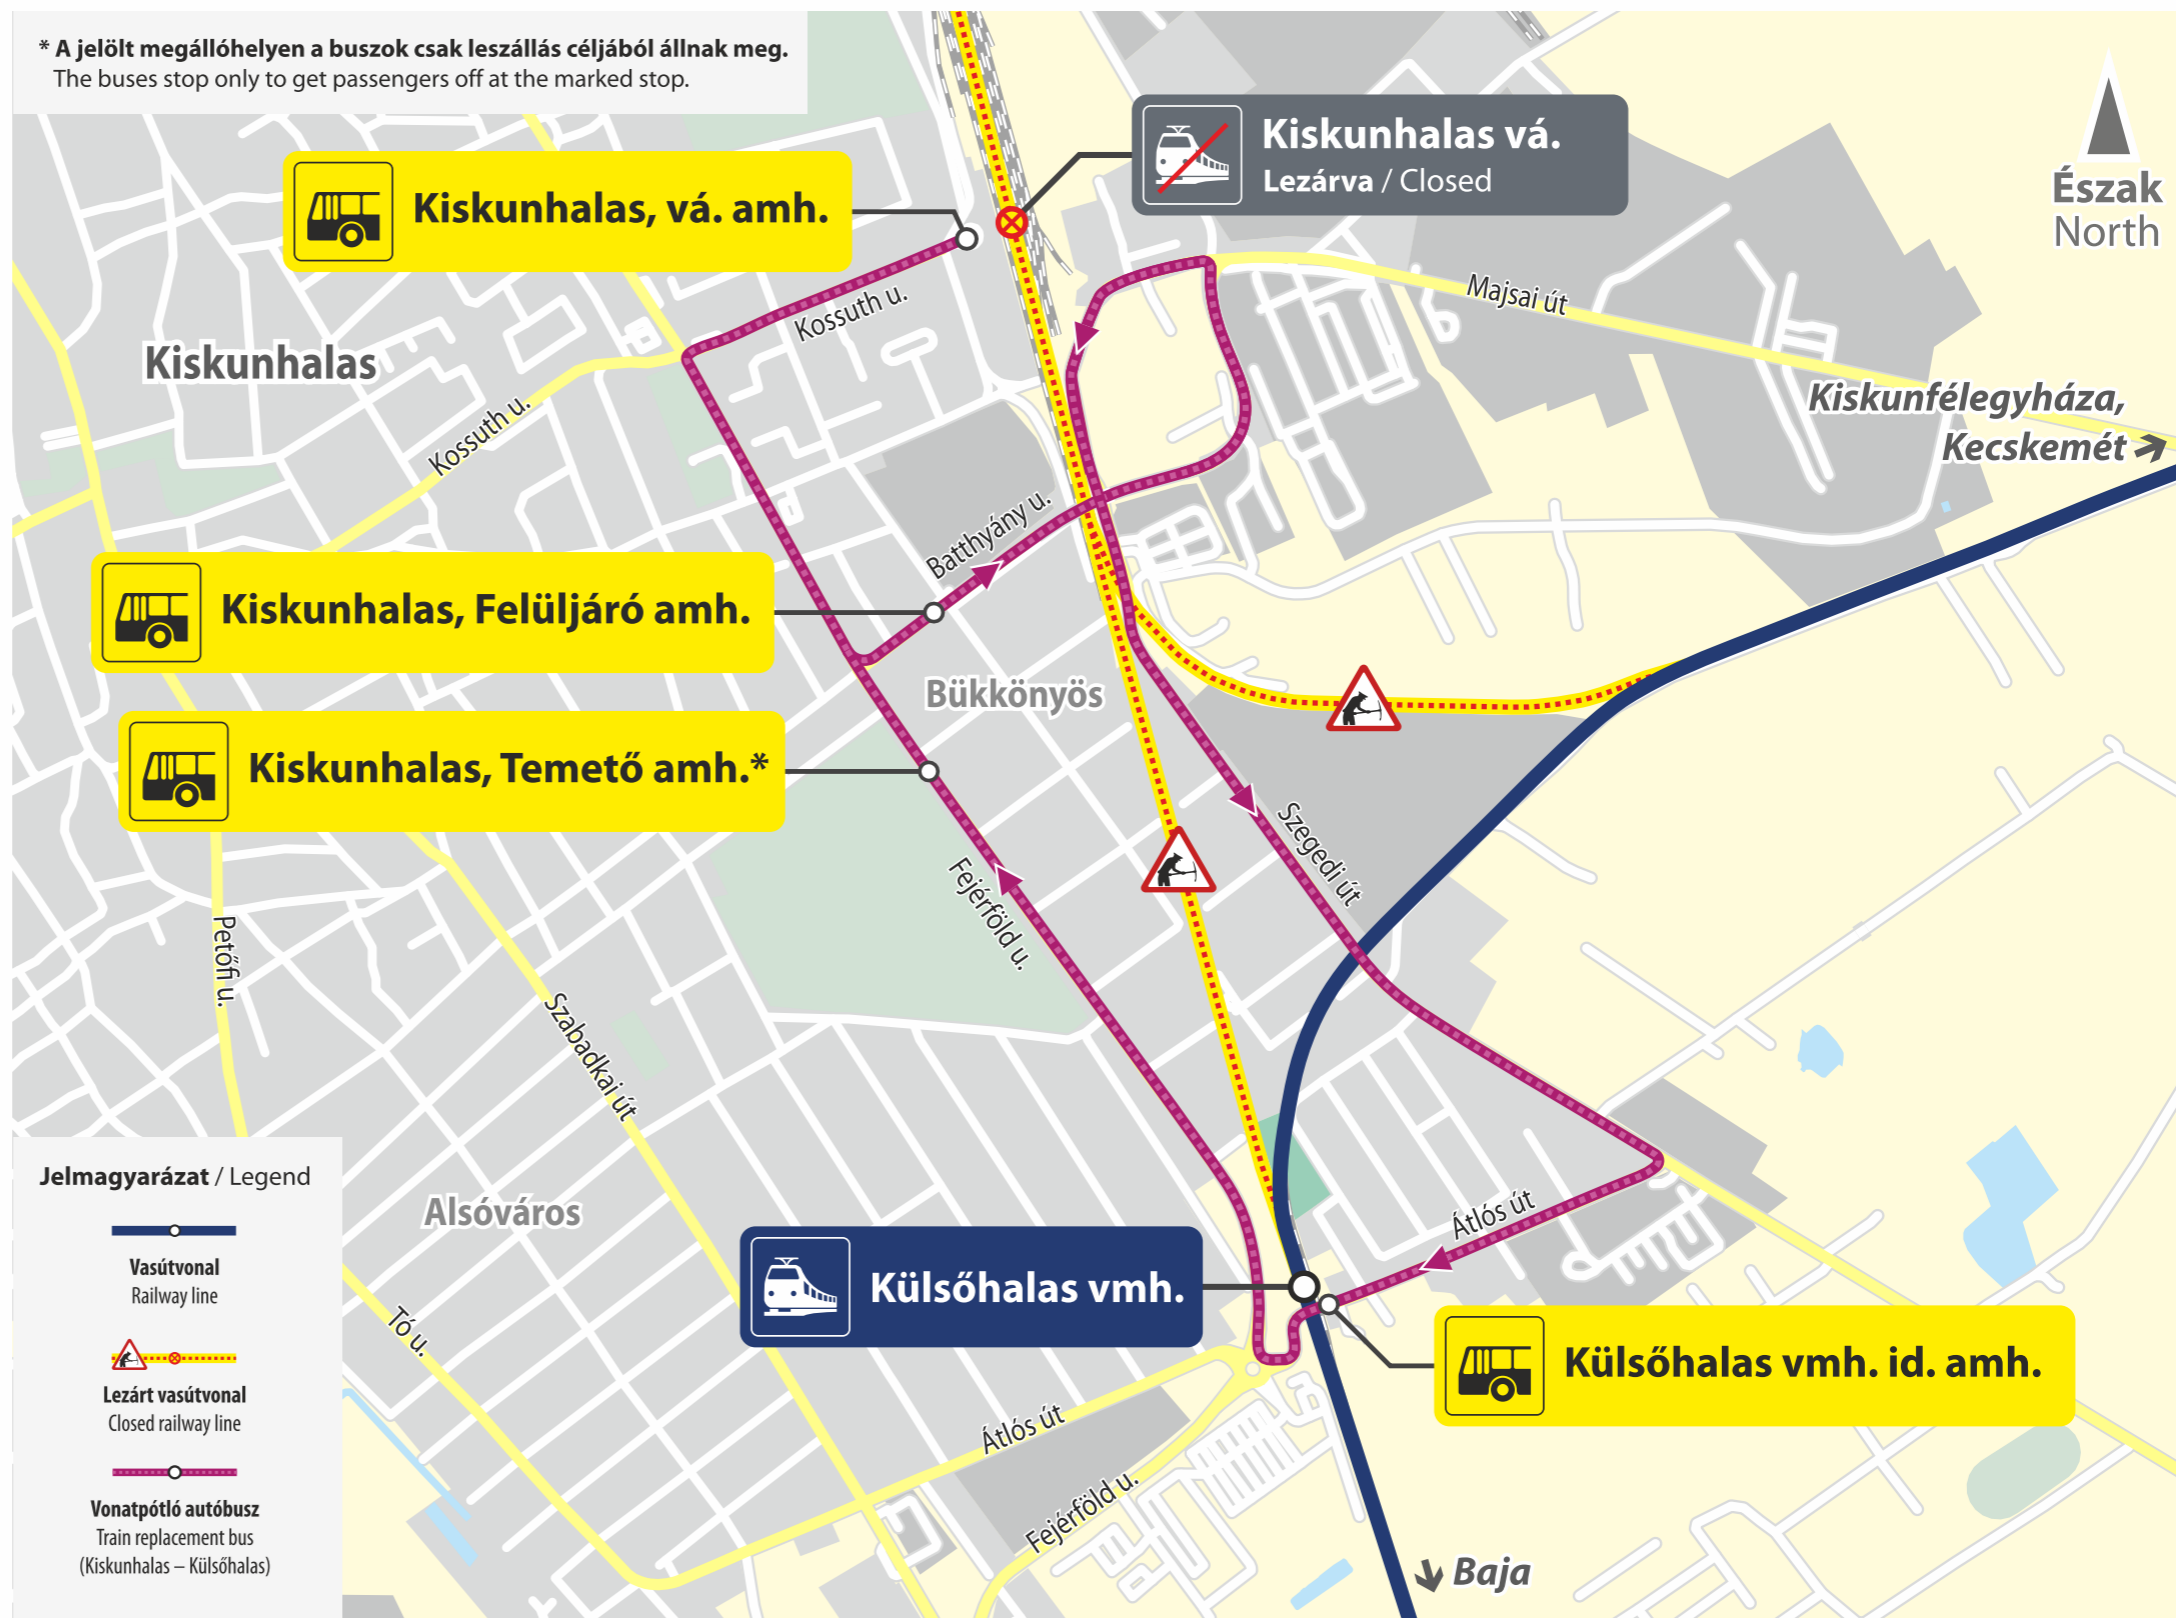 * A jelölt megállóhelyen a buszok csak leszállás céljából állnak meg.
The buses stop only to get passengers off at the marked stop.
Kiskunhalas vá.
Lezárva / Closed
Észak
North
Kiskunhalas, vá. amh.
Majsai út
Kossuth u.
Kiskunhalas
Kiskunfélegyháza,
Kecskemét
Kossuth u.
Batthyány u.
Kiskunhalas, Felüljáró amh.
Bükkönyös
Kiskunhalas, Temető amh.*
Szegedi út
Fejérföld u.
Petőfi u.
Szabadkai út
Jelmagyarázat / Legend
Vasútvonal
Railway line
Lezárt vasútvonal
Closed railway line
Vonatpótló autóbusz
Train replacement bus
(Kiskunhalas – Külsőhalas)
Alsóváros
Átlós út
Külsőhalas vmh.
Külsőhalas vmh. id. amh.
Tó u.
Átlós út
Fejérföld u.
Baja